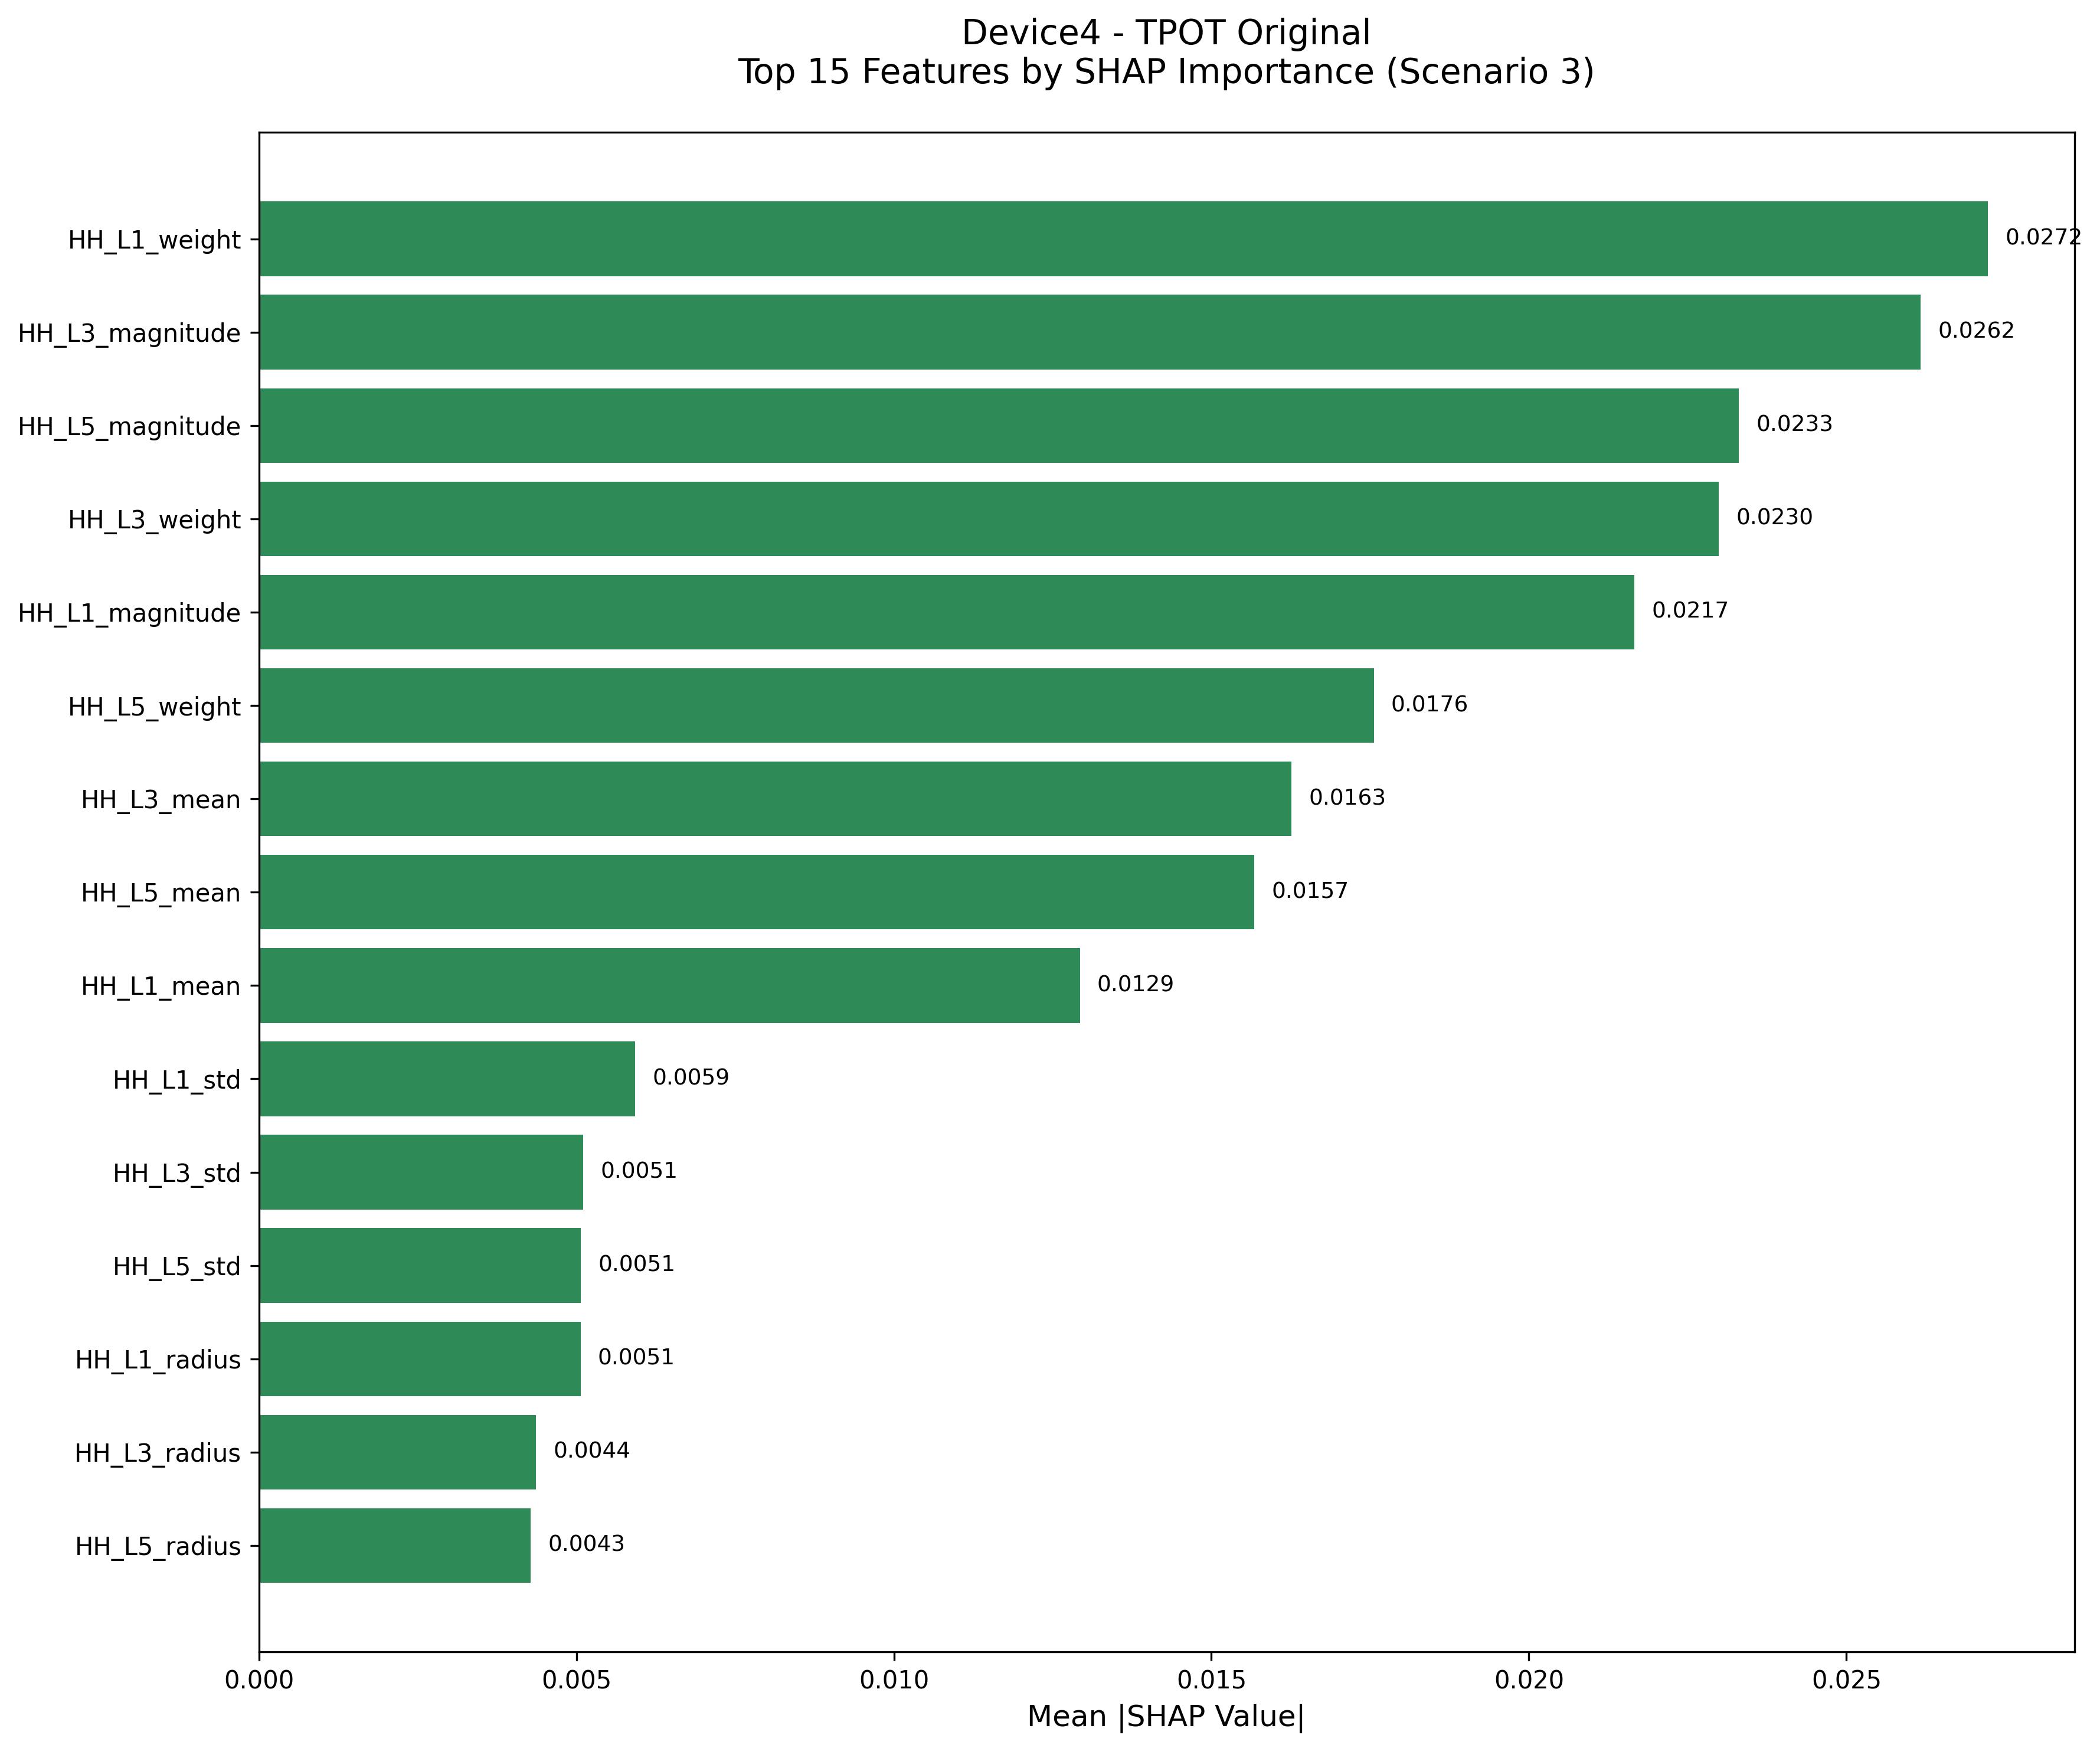 Device4 - TPOT Original
Top 15 Features by SHAP Importance (Scenario 3)
HH_L1_weight 0.0272
HH_L3_magnitude 0.0262
HH_L5_magnitude 0.0233
HH_L3_weight 0.0230
HH_L1_magnitude 0.0217
HH_L5_weight 0.0176
HH_L3_mean 0.0163
HH_L5_mean 0.0157
HH_L1_mean 0.0129
HH_L1_std 0.0059
HH_L3_std 0.0051
HH_L5_std 0.0051
HH_L1_radius 0.0051
HH_L3_radius 0.0044
HH_L5_radius 0.0043
0.000 0.005 0.010 0.015 0.020 0.025
Mean |SHAP Value|